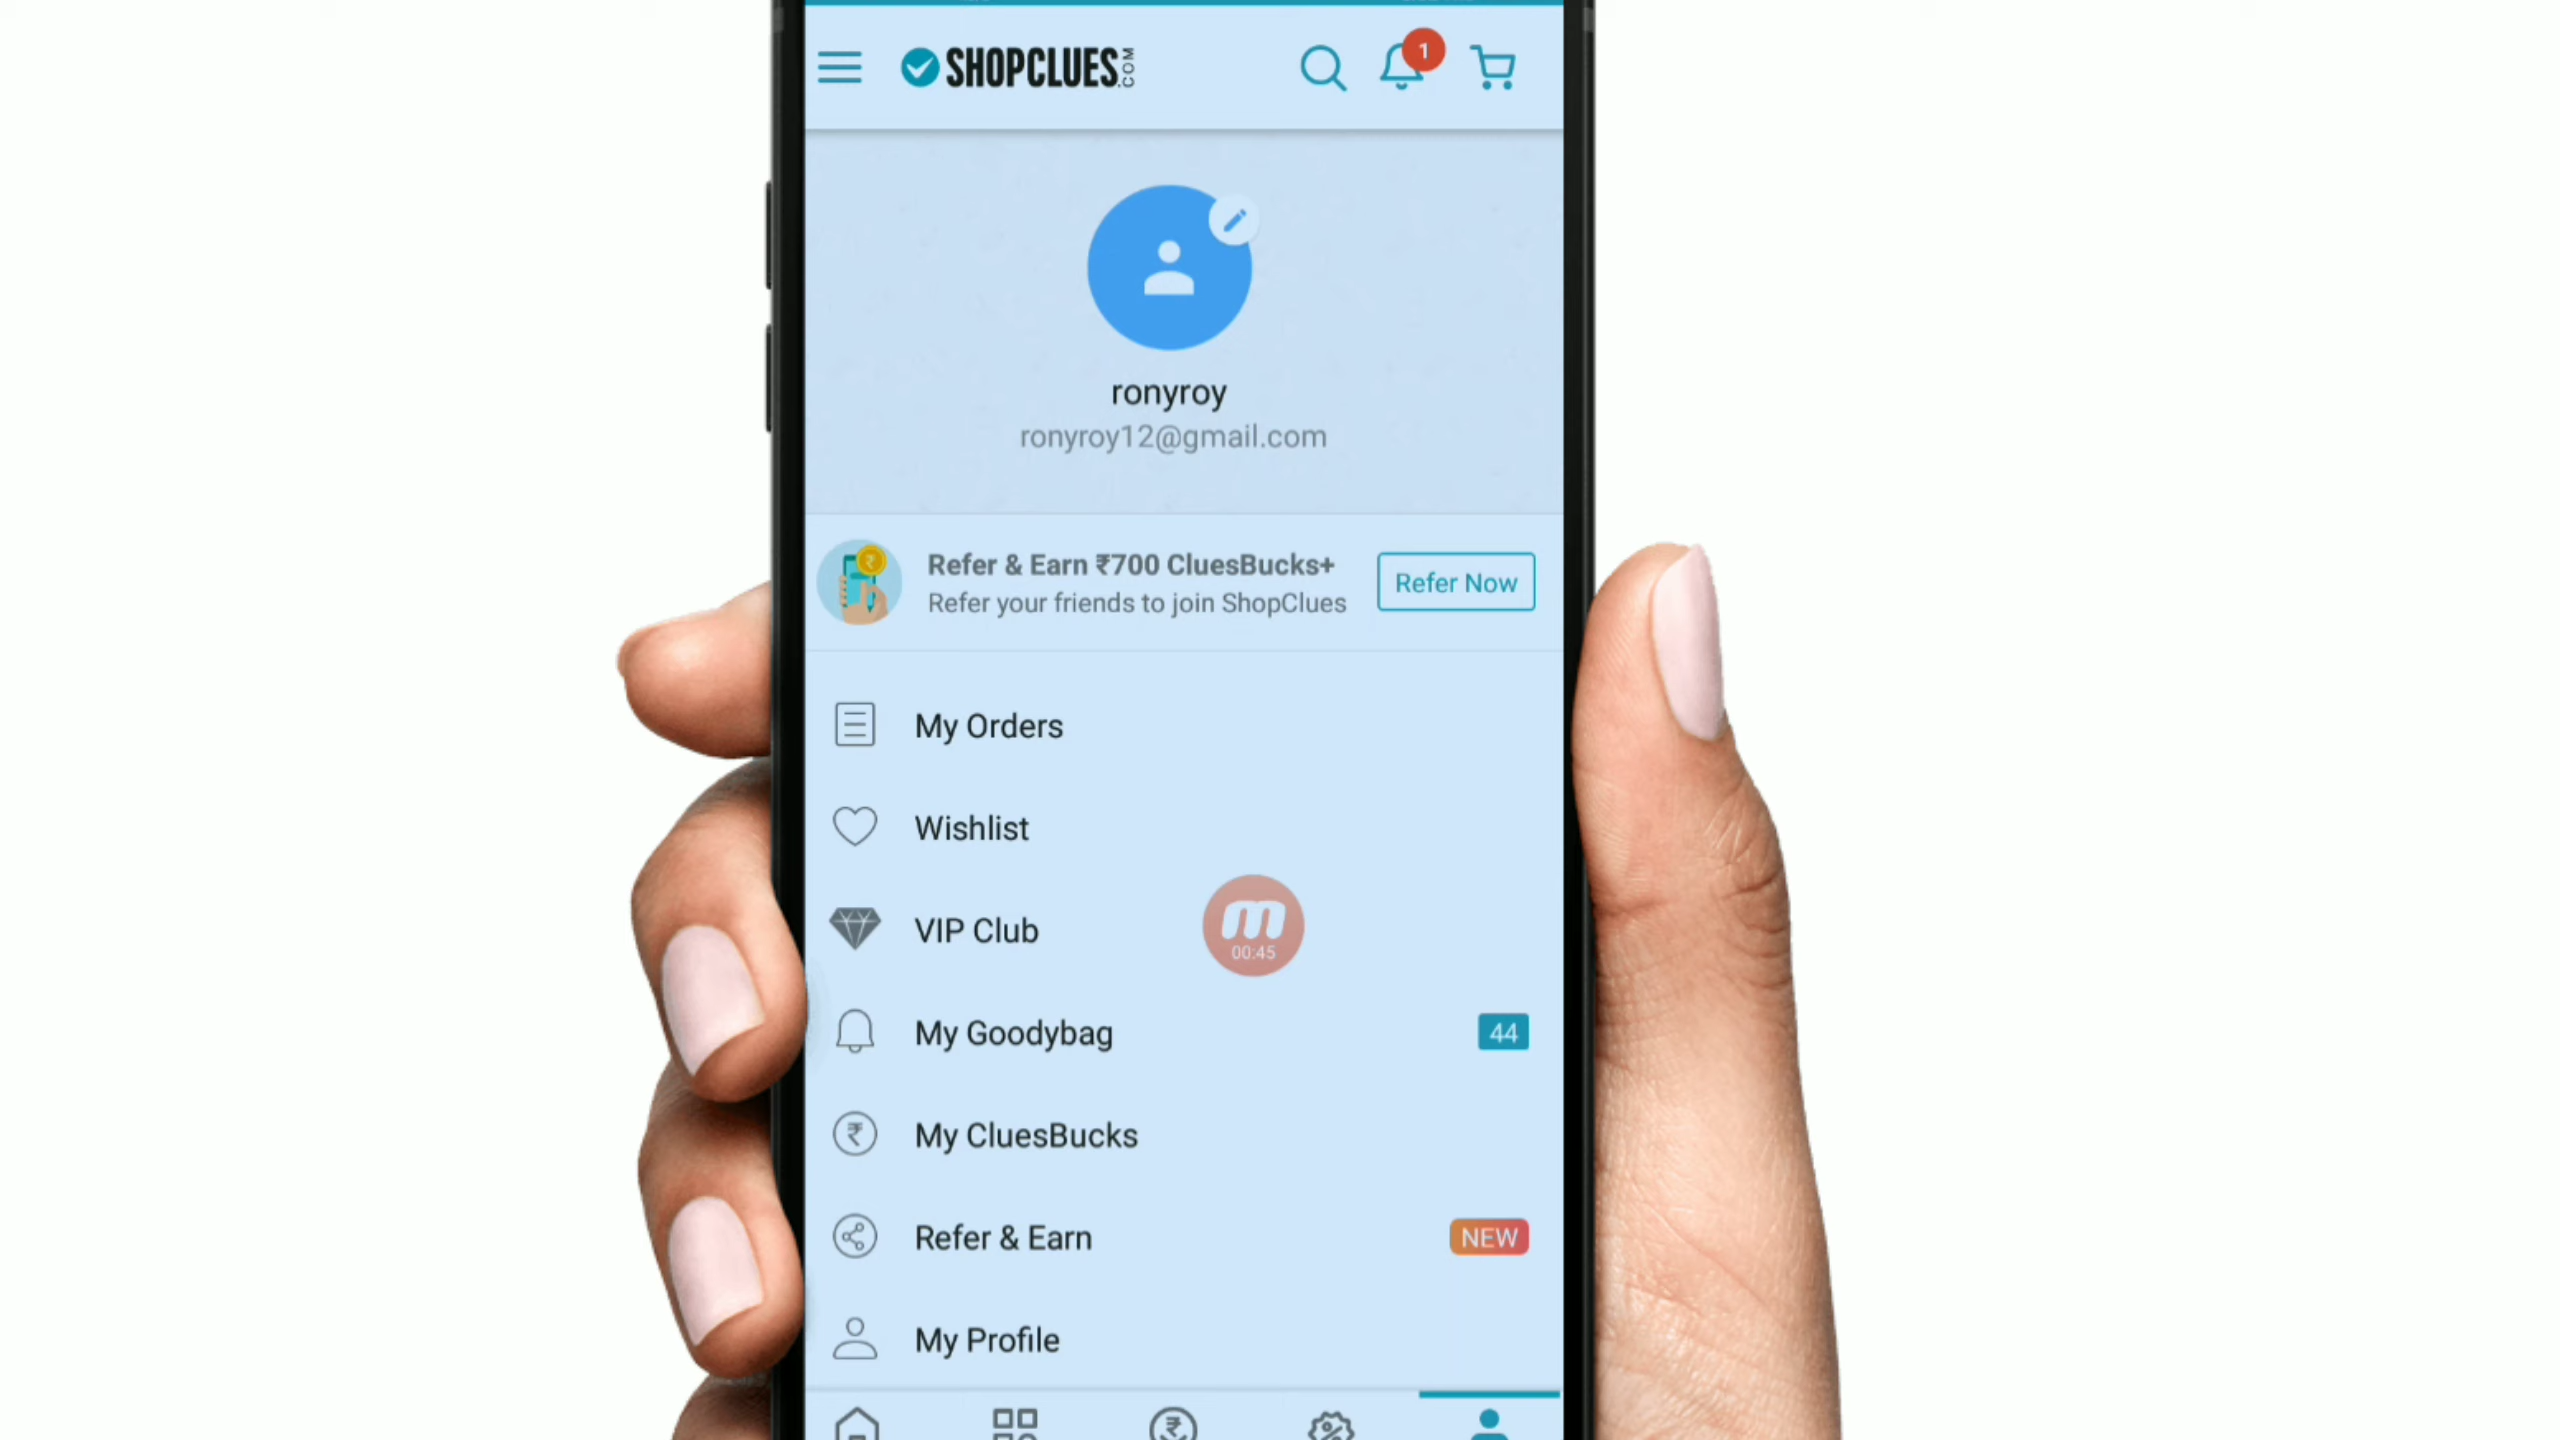 SHOPCLUES.COM
1
ronyroy
ronyroy12@gmail.com
Refer & Earn ₹700 CluesBucks+
Refer your friends to join ShopClues
Refer Now
My Orders
Wishlist
VIP Club
m
00:45
My Goodybag
44
₹
My CluesBucks
Refer & Earn
NEW
My Profile